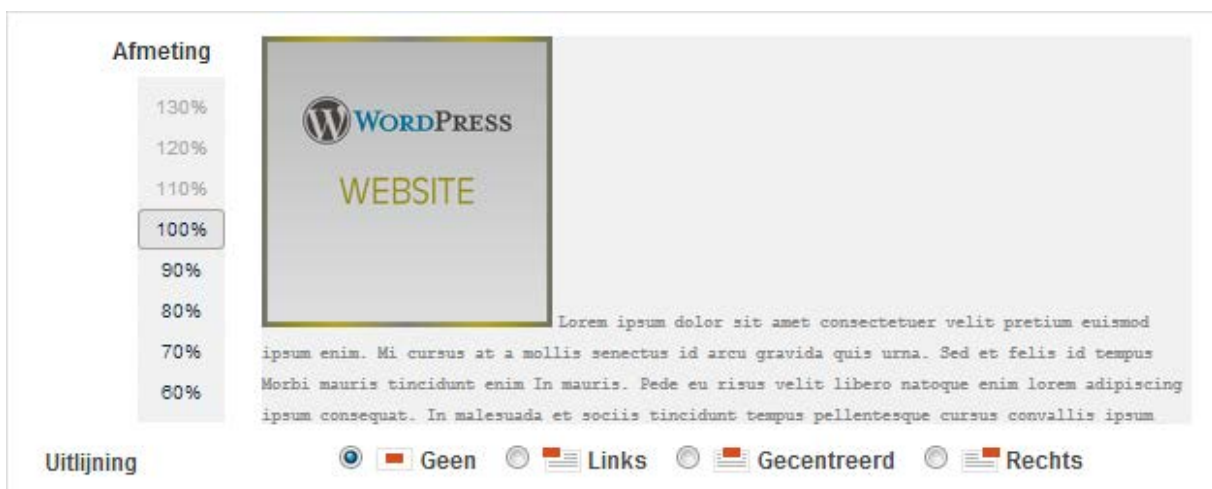 Afmeting
130%
120%
110%
100%
90%
80%
70%
60%
WORDPRESS
WEBSITE
Lorem ipsum dolor sit amet consectetuer velit pretium euismod
ipsum enim. Mi cursus at a mollis senectus id arcu gravida quis urna. Sed et felis id tempus
Morbi mauris tincidunt enim In mauris. Pede eu risus velit libero natoque enim lorem adipiscing
ipsum consequat. In malesuada et sociis tincidunt tempus pellentesque cursus convallis ipsum
Uitlijning Geen Links Gecentreerd Rechts